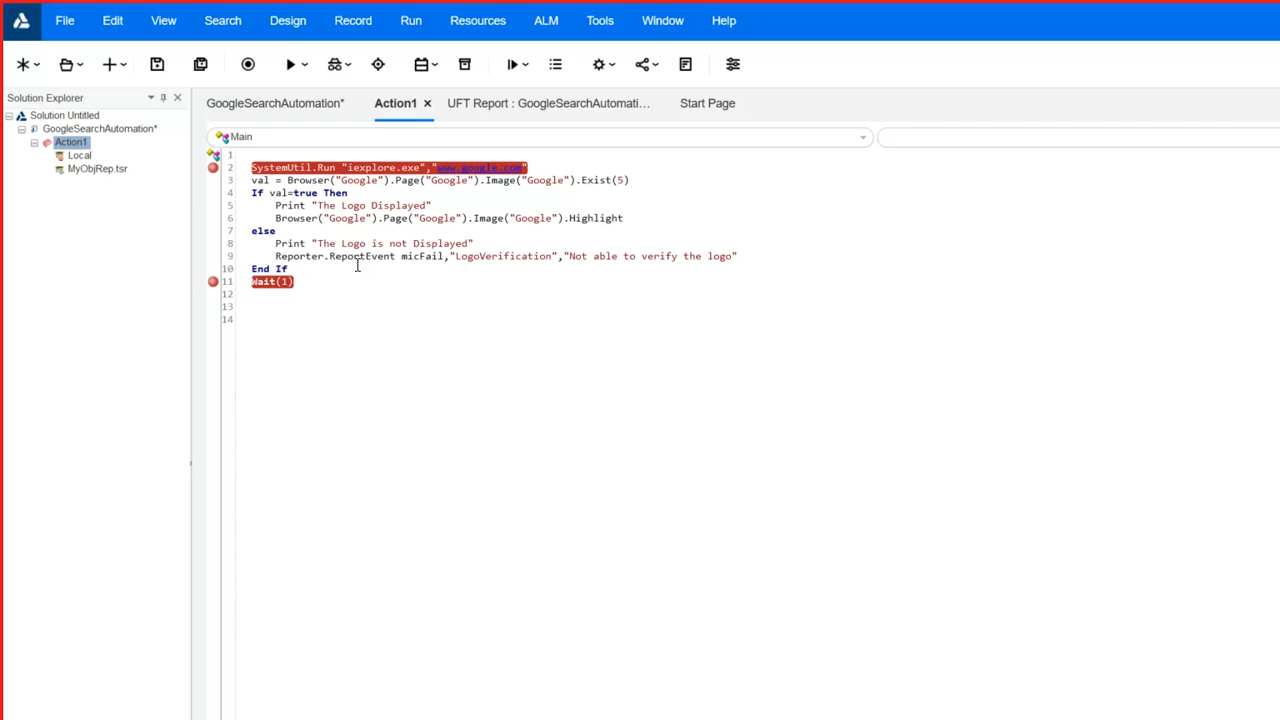 File Edit View Search Design Record Run Resources ALM Tools Window Help
Solution Explorer
GoogleSearchAutomation* Action1 UFT Report : GoogleSearchAutomati... Start Page
Solution Untitled
GoogleSearchAutomation*
Action1
Local
MyObjRep.tsr
Main
1
2 SystemUtil.Run "iexplore.exe","www.google.com"
3 val = Browser("Google").Page("Google").Image("Google").Exist(5)
4 If val=true Then
5 Print "The Logo Displayed"
6 Browser("Google").Page("Google").Image("Google").Highlight
7 else
8 Print "The Logo is not Displayed"
9 Reporter.ReportEvent micFail,"LogoVerification","Not able to verify the logo"
10 End If
11 Wait(1)
12
13
14